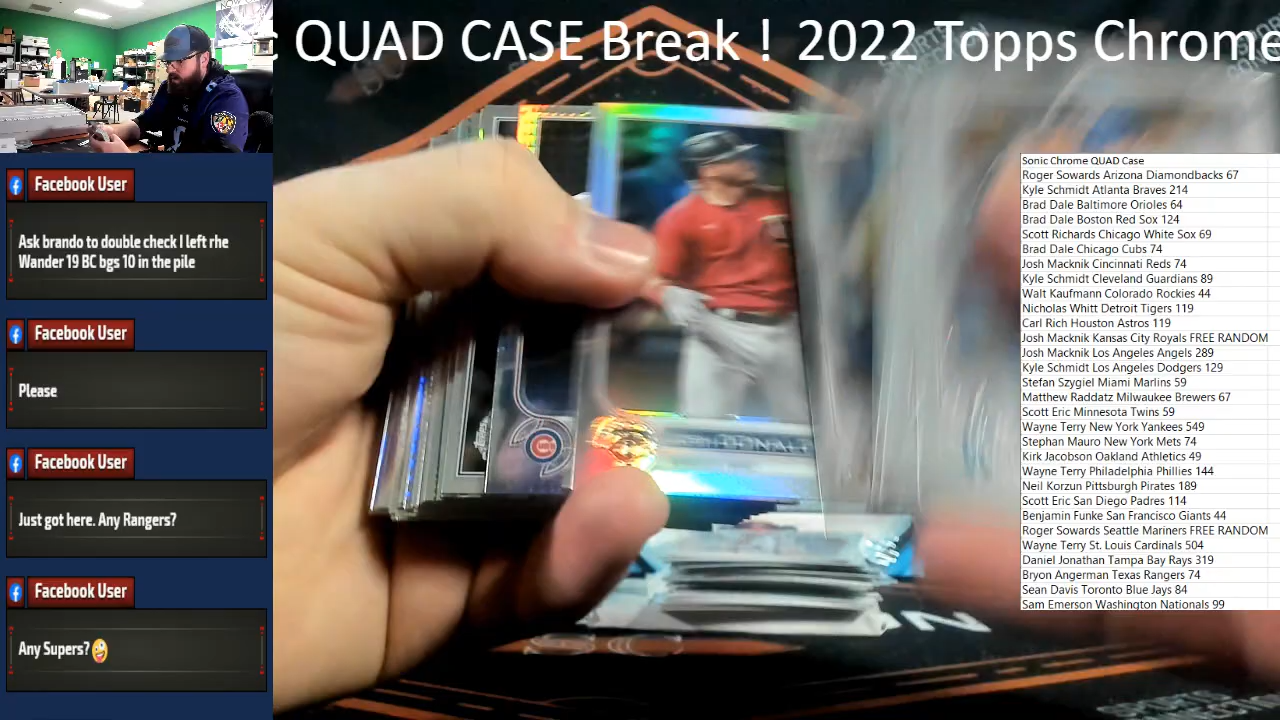 QUAD CASE Break ! 2022 Topps Chrome
Facebook User
Ask brando to double check I left rhe
Wander 19 BC bgs 10 in the pile
Facebook User
Please
Facebook User
Just got here. Any Rangers?
Facebook User
Any Supers?🤪
Sonic Chrome QUAD Case
Roger Sowards Arizona Diamondbacks 67
Kyle Schmidt Atlanta Braves 214
Brad Dale Baltimore Orioles 64
Brad Dale Boston Red Sox 124
Scott Richards Chicago White Sox 69
Brad Dale Chicago Cubs 74
Josh Macknik Cincinnati Reds 74
Kyle Schmidt Cleveland Guardians 89
Walt Kaufmann Colorado Rockies 44
Nicholas Whitt Detroit Tigers 119
Carl Rich Houston Astros 119
Josh Macknik Kansas City Royals FREE RANDOM
Josh Macknik Los Angeles Angels 289
Kyle Schmidt Los Angeles Dodgers 129
Stefan Szygiel Miami Marlins 59
Matthew Raddatz Milwaukee Brewers 67
Scott Eric Minnesota Twins 59
Wayne Terry New York Yankees 549
Stephan Mauro New York Mets 74
Kirk Jacobson Oakland Athletics 49
Wayne Terry Philadelphia Phillies 144
Neil Korzun Pittsburgh Pirates 189
Scott Eric San Diego Padres 114
Benjamin Funke San Francisco Giants 44
Roger Sowards Seattle Mariners FREE RANDOM
Wayne Terry St. Louis Cardinals 504
Daniel Jonathan Tampa Bay Rays 319
Bryon Angerman Texas Rangers 74
Sean Davis Toronto Blue Jays 84
Sam Emerson Washington Nationals 99